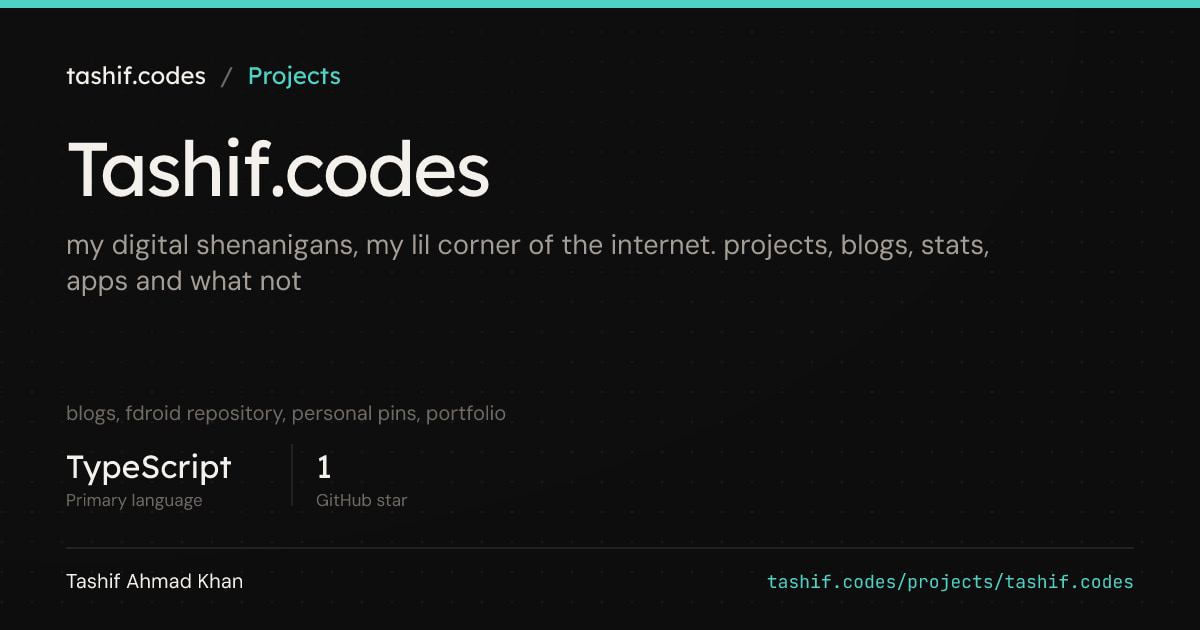 tashif.codes / Projects
Tashif.codes
my digital shenanigans, my lil corner of the internet. projects, blogs, stats,
apps and what not
blogs, fdroid repository, personal pins, portfolio
TypeScript
Primary language
1
GitHub star
Tashif Ahmad Khan
tashif.codes/projects/tashif.codes